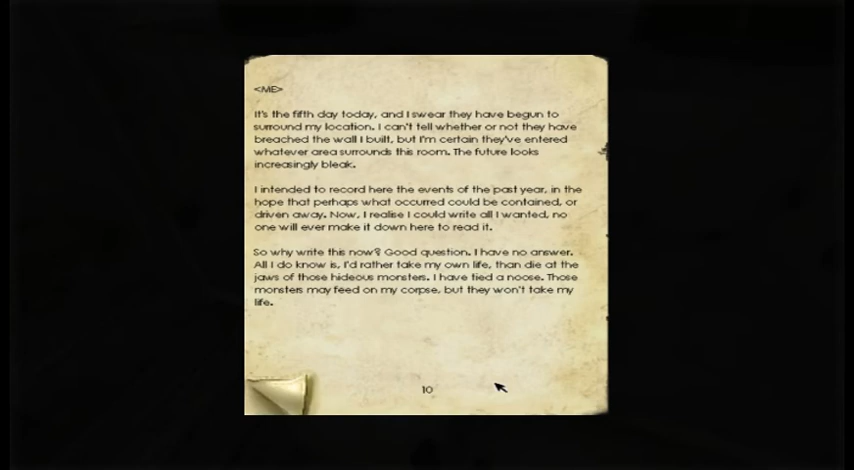 <ME>
It's the fifth day today, and I swear they have begun to
surround my location. I can't tell whether or not they have
breached the wall I built, but I'm certain they've entered
whatever area surrounds this room. The future looks
increasingly bleak.
I intended to record here the events of the past year, in the
hope that perhaps what occurred could be contained, or
driven away. Now, I realise I could write all I wanted, no
one will ever make it down here to read it.
So why write this now? Good question. I have no answer.
All I do know is, I'd rather take my own life, than die at the
jaws of those hideous monsters. I have tied a noose. Those
monsters may feed on my corpse, but they won't take my
life.
10